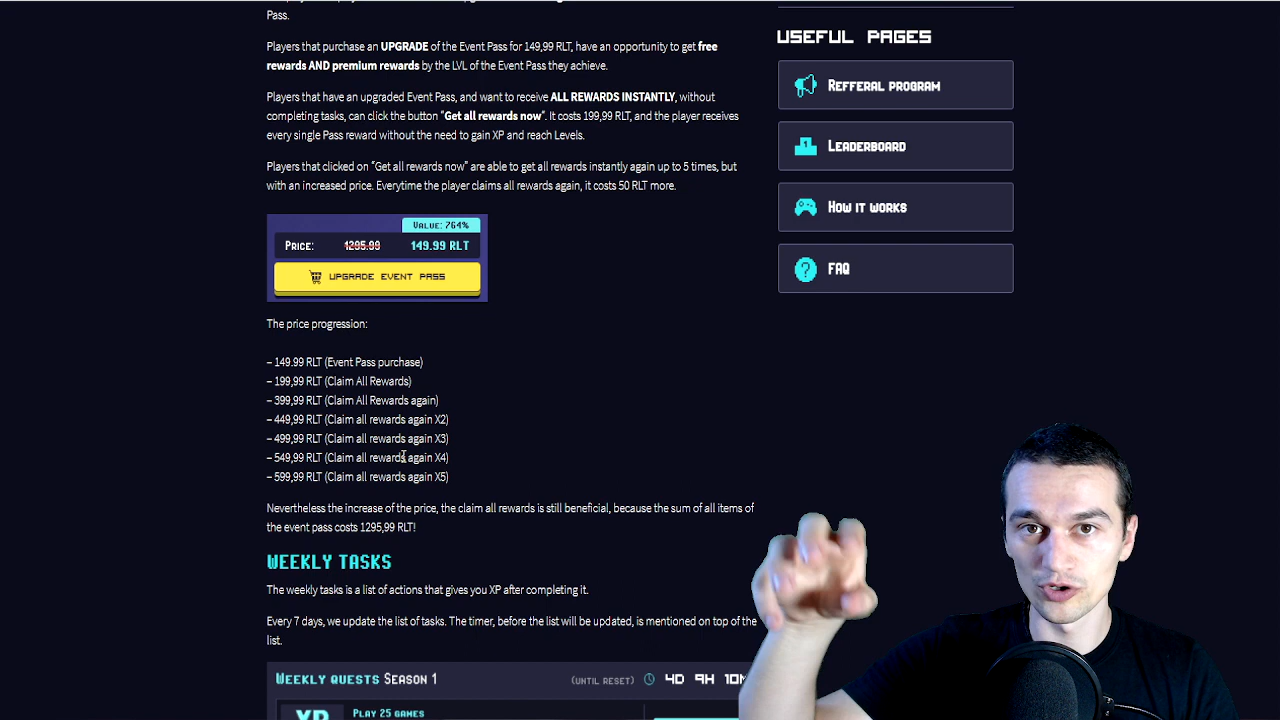 Pass.
Players that purchase an UPGRADE of the Event Pass for 149,99 RLT, have an opportunity to get free
rewards AND premium rewards by the LVL of the Event Pass they achieve.
Players that have an upgraded Event Pass, and want to receive ALL REWARDS INSTANTLY, without
completing tasks, can click the button “Get all rewards now”. It costs 199,99 RLT, and the player receives
every single Pass reward without the need to gain XP and reach Levels.
Players that clicked on “Get all rewards now” are able to get all rewards instantly again up to 5 times, but
with an increased price. Everytime the player claims all rewards again, it costs 50 RLT more.
Value: 764%
Price: 1295.99 149.99 RLT
Upgrade Event Pass
The price progression:
– 149.99 RLT (Event Pass purchase)
– 199,99 RLT (Claim All Rewards)
– 399,99 RLT (Claim All Rewards again)
– 449,99 RLT (Claim all rewards again X2)
– 499,99 RLT (Claim all rewards again X3)
– 549,99 RLT (Claim all rewards again X4)
– 599,99 RLT (Claim all rewards again X5)
Nevertheless the increase of the price, the claim all rewards is still beneficial, because the sum of all items of
the event pass costs 1295,99 RLT!
Weekly Tasks
The weekly tasks is a list of actions that gives you XP after completing it.
Every 7 days, we update the list of tasks. The timer, before the list will be updated, is mentioned on top of the
list.
Weekly Quests Season 1 (until reset) 4D 9H 10M
XP Play 25 games
Useful Pages
Refferal program
Leaderboard
How it works
FAQ